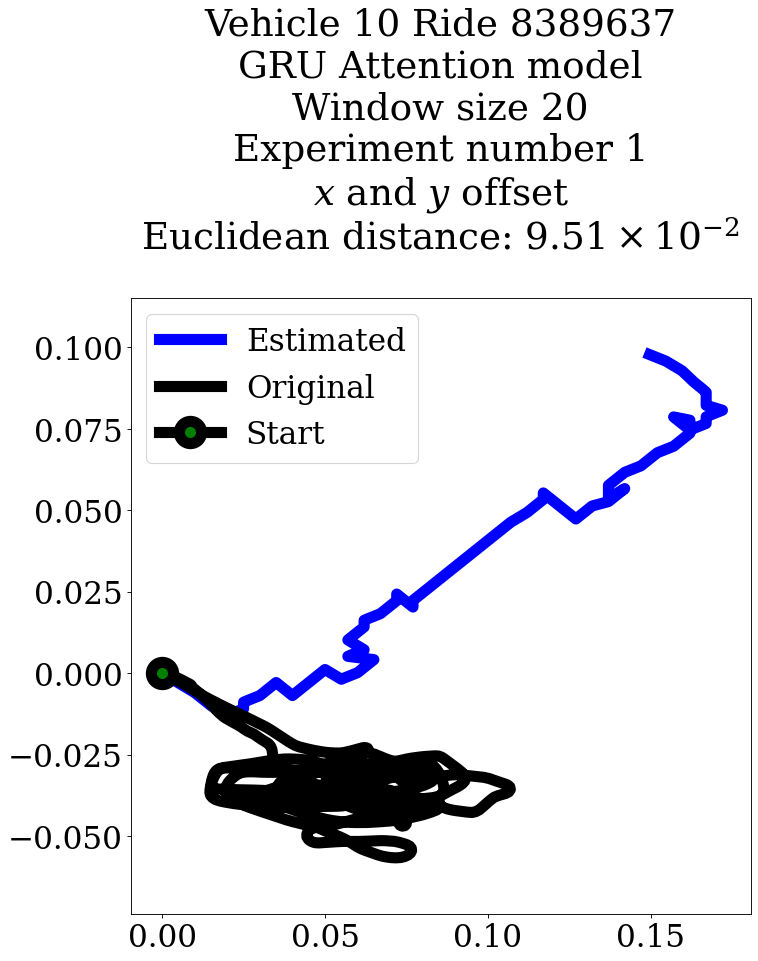 Vehicle 10 Ride 8389637
GRU Attention model
Window size 20
Experiment number 1
x and y offset
Euclidean distance: 9.51 × 10⁻²
Estimated
Original
Start
0.100
0.075
0.050
0.025
0.000
−0.025
−0.050
0.00 0.05 0.10 0.15